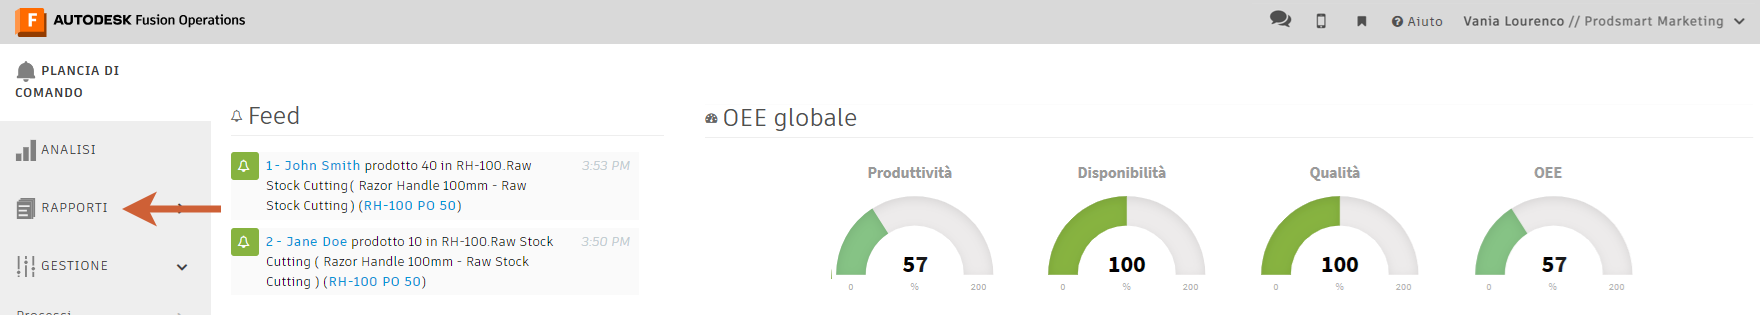 AUTODESK Fusion Operations
Aiuto
Vania Lourenco // Prodsmart Marketing
PLANCIA DI
COMANDO
ANALISI
RAPPORTI
GESTIONE
Processi
Feed
1 - John Smith prodotto 40 in RH-100.Raw
Stock Cutting ( Razor Handle 100mm - Raw
Stock Cutting ) (RH-100 PO 50)
3:53 PM
2 - Jane Doe prodotto 10 in RH-100.Raw Stock
Cutting ( Razor Handle 100mm - Raw Stock
Cutting ) (RH-100 PO 50)
3:50 PM
OEE globale
Produttività
57
0 % 200
Disponibilità
100
0 % 200
Qualità
100
0 % 200
OEE
57
0 % 200